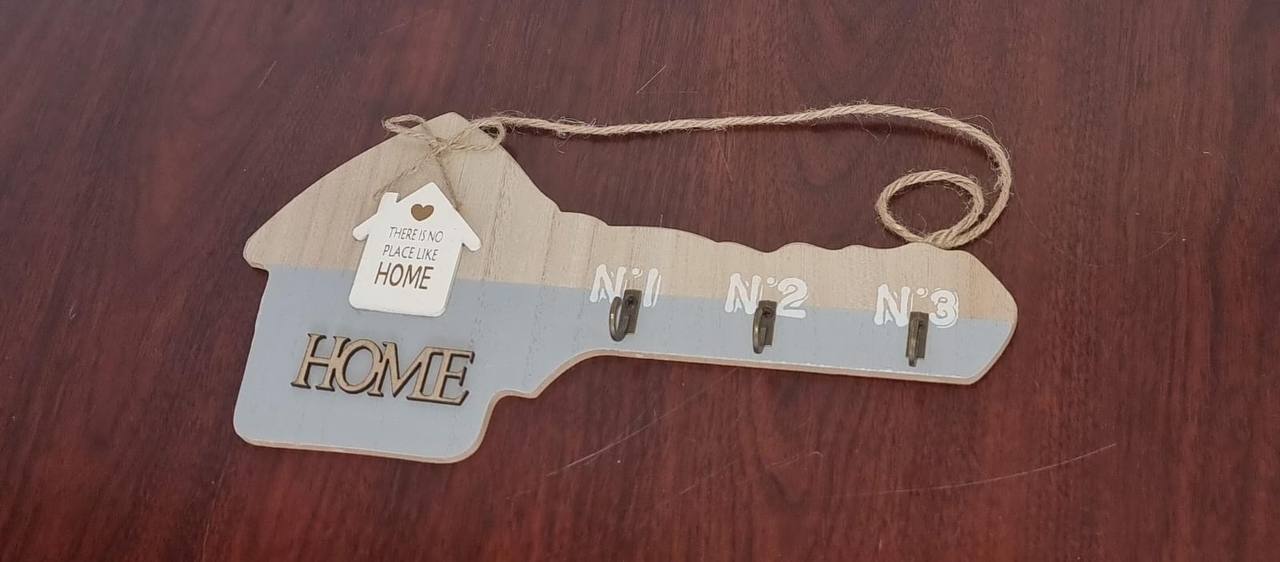 THERE IS NO
PLACE LIKE
HOME
HOME
N°1
N°2
N°3